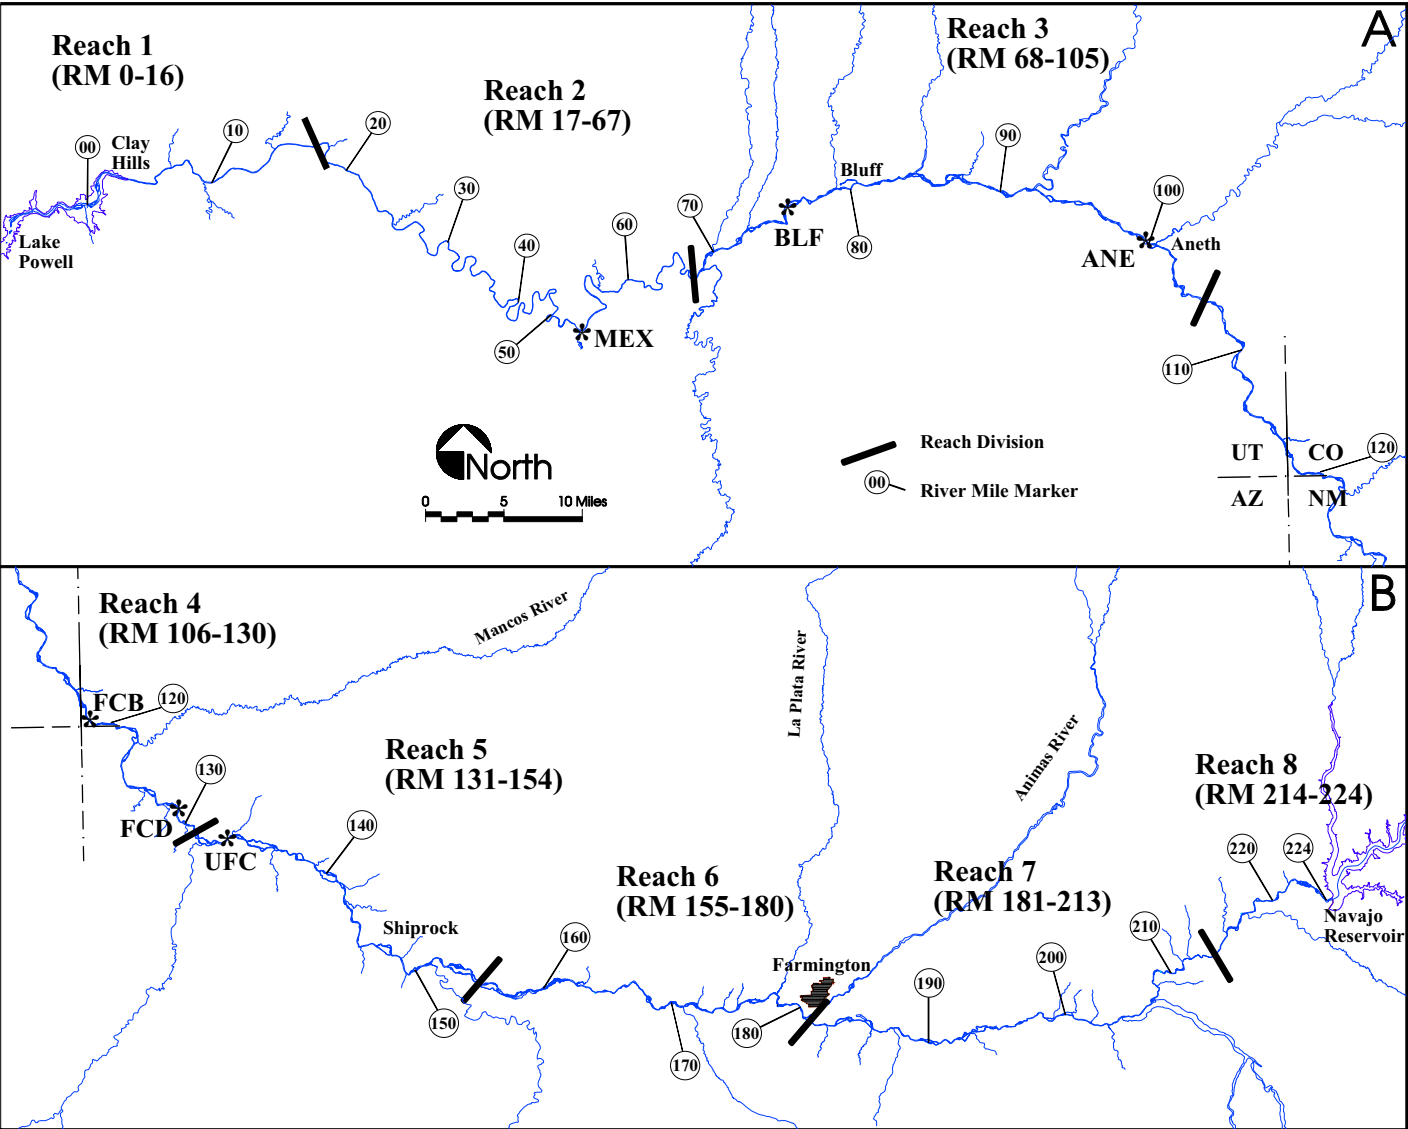 A
Reach 1
(RM 0-16)
Reach 2
(RM 17-67)
Reach 3
(RM 68-105)
00
Clay
Hills
10
20
30
40
50
60
70
80
90
100
110
120
Lake
Powell
MEX
BLF
Bluff
ANE
Aneth
North
0 5 10 Miles
Reach Division
00
River Mile Marker
UT
CO
AZ
NM
B
Reach 4
(RM 106-130)
Mancos River
FCB
120
130
FCD
UFC
Reach 5
(RM 131-154)
140
Shiprock
150
160
Reach 6
(RM 155-180)
170
180
La Plata River
Farmington
Animas River
Reach 7
(RM 181-213)
190
200
210
Reach 8
(RM 214-224)
220
224
Navajo
Reservoir